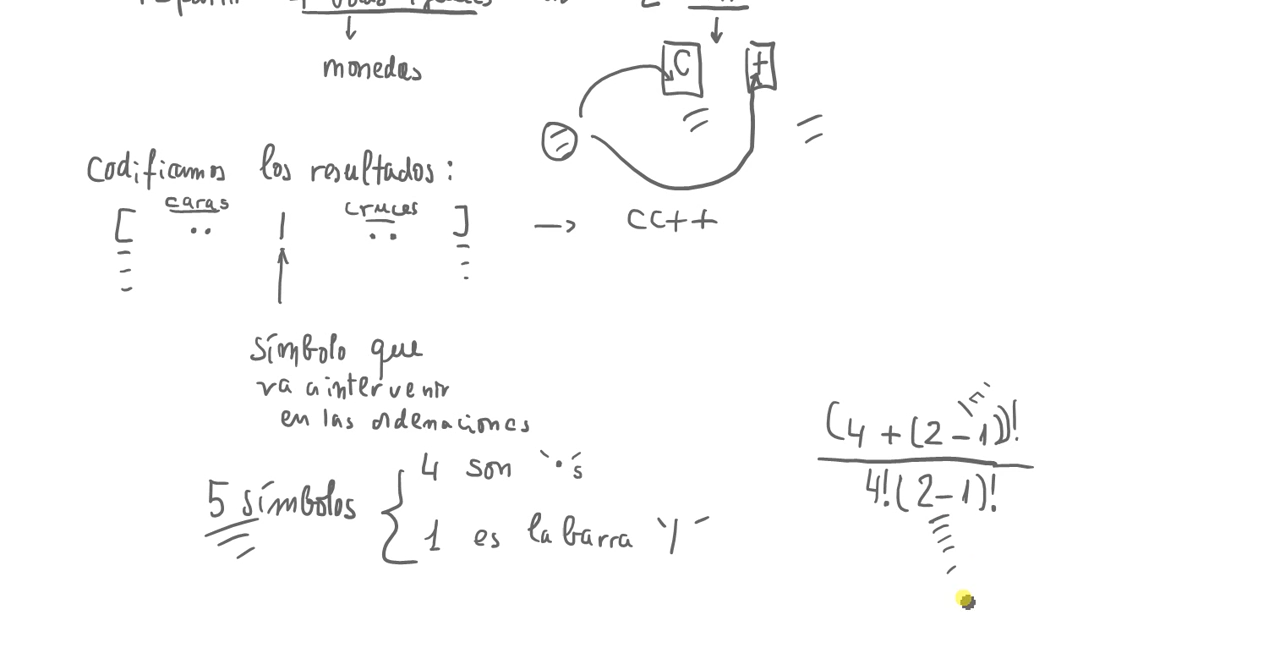 monedas
C +
Codificamos los resultados:
caras cruces
[ .. | .. ] → CC++
símbolo que
va a intervenir
en las ordenaciones
5 símbolos { 4 son "·"s
1 es la barra "|"
(4 + (2 - 1))!
4! (2 - 1)!